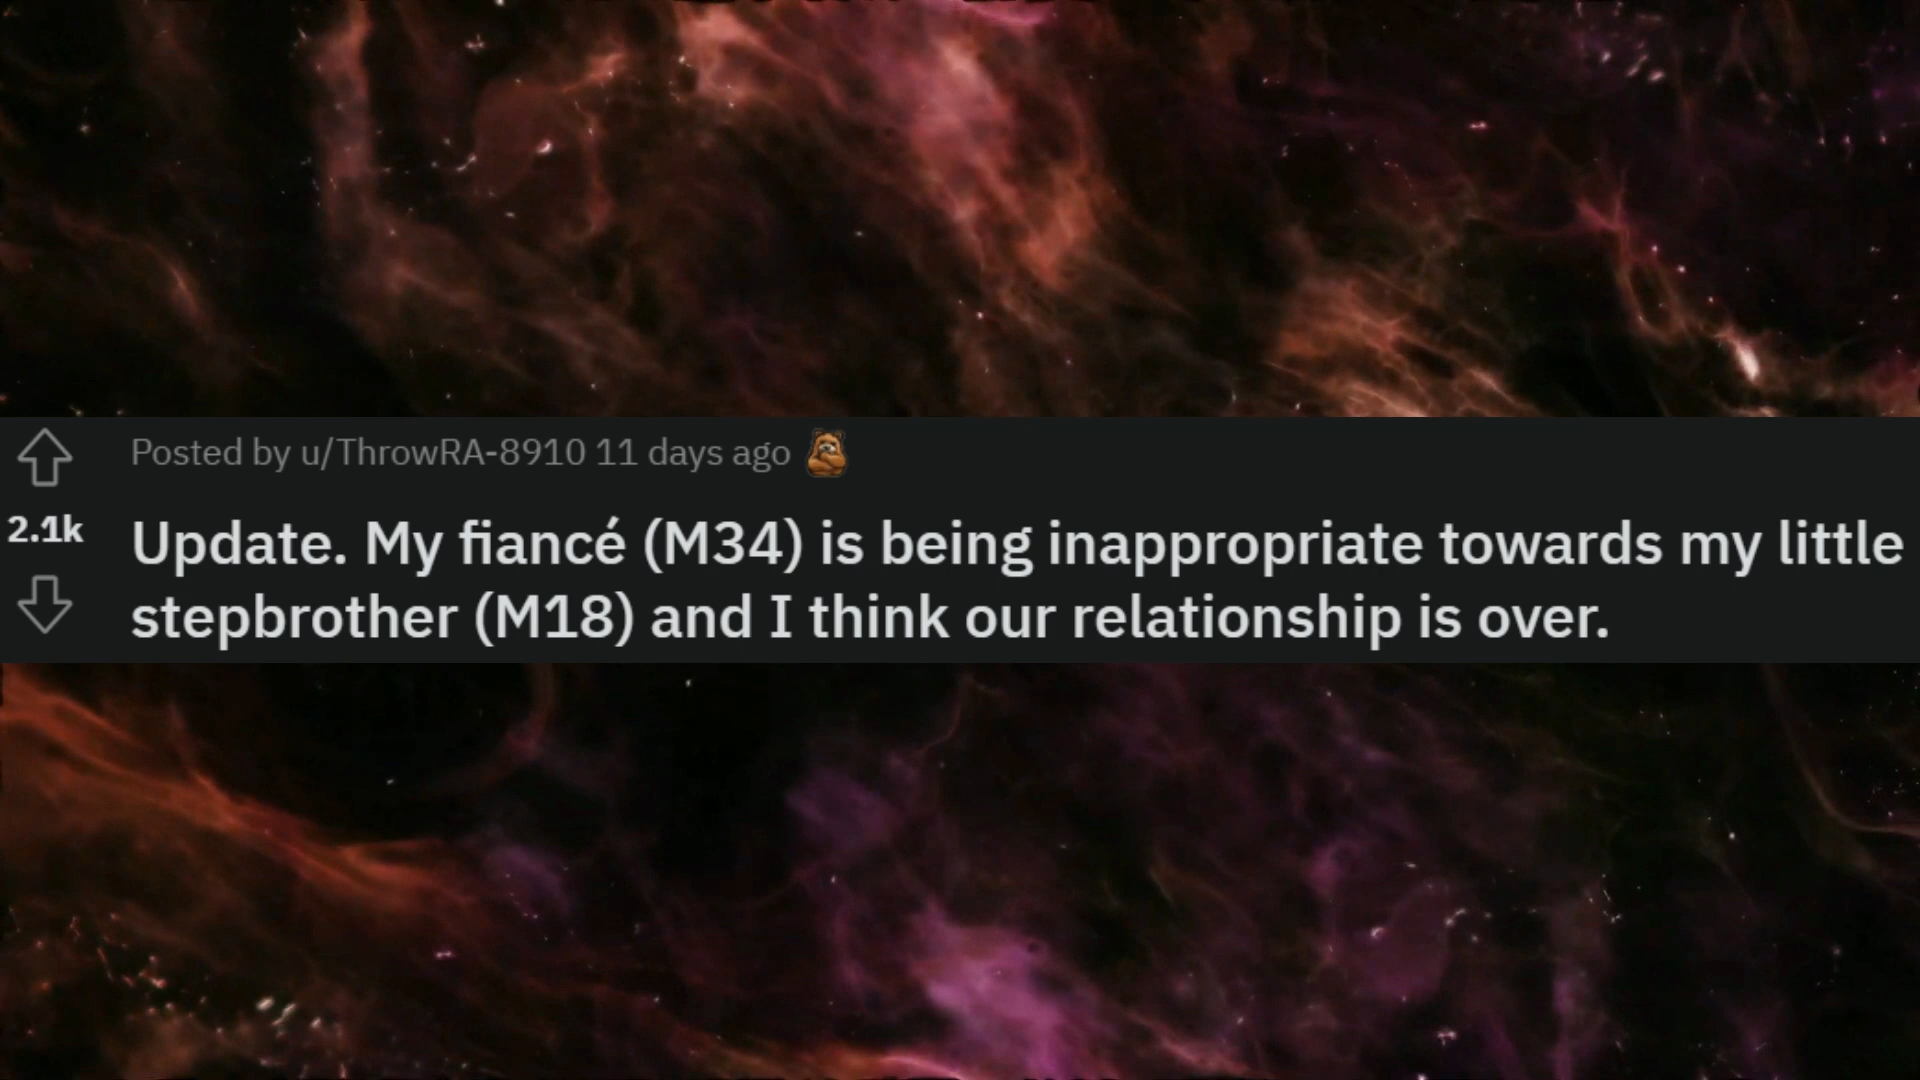 Posted by u/ThrowRA-8910 11 days ago
2.1k
Update. My fiancé (M34) is being inappropriate towards my little
stepbrother (M18) and I think our relationship is over.